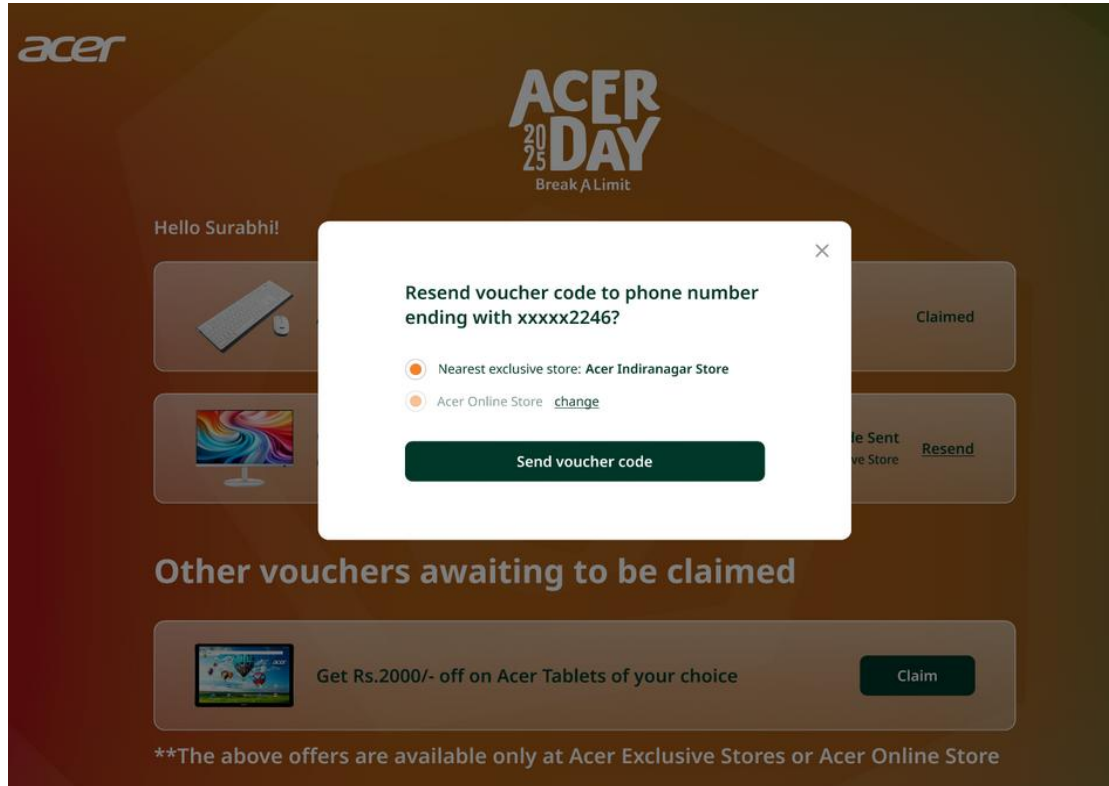 acer
ACER
20
25
DAY
Break A Limit
Hello Surabhi!
Resend voucher code to phone number
ending with xxxxx2246?
Nearest exclusive store: Acer Indiranagar Store
Acer Online Store change
Send voucher code
Claimed
Sent
Store
Resend
Other vouchers awaiting to be claimed
acer
Get Rs.2000/- off on Acer Tablets of your choice
Claim
**The above offers are available only at Acer Exclusive Stores or Acer Online Store